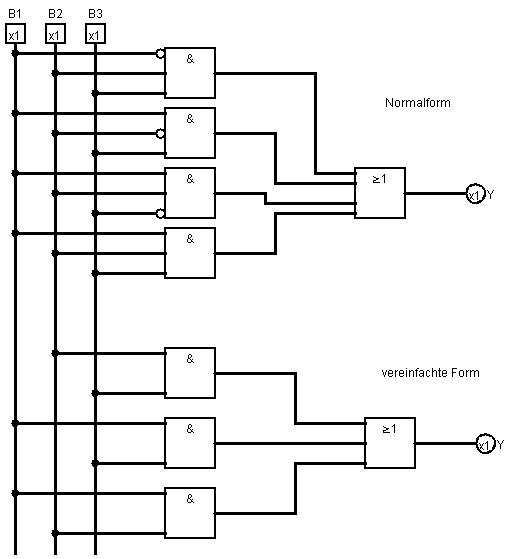 B1 B2 B3
x1 x1 x1
&
Normalform
&
&
≥1
x1 Y
&
&
vereinfachte Form
&
≥1
x1 Y
&